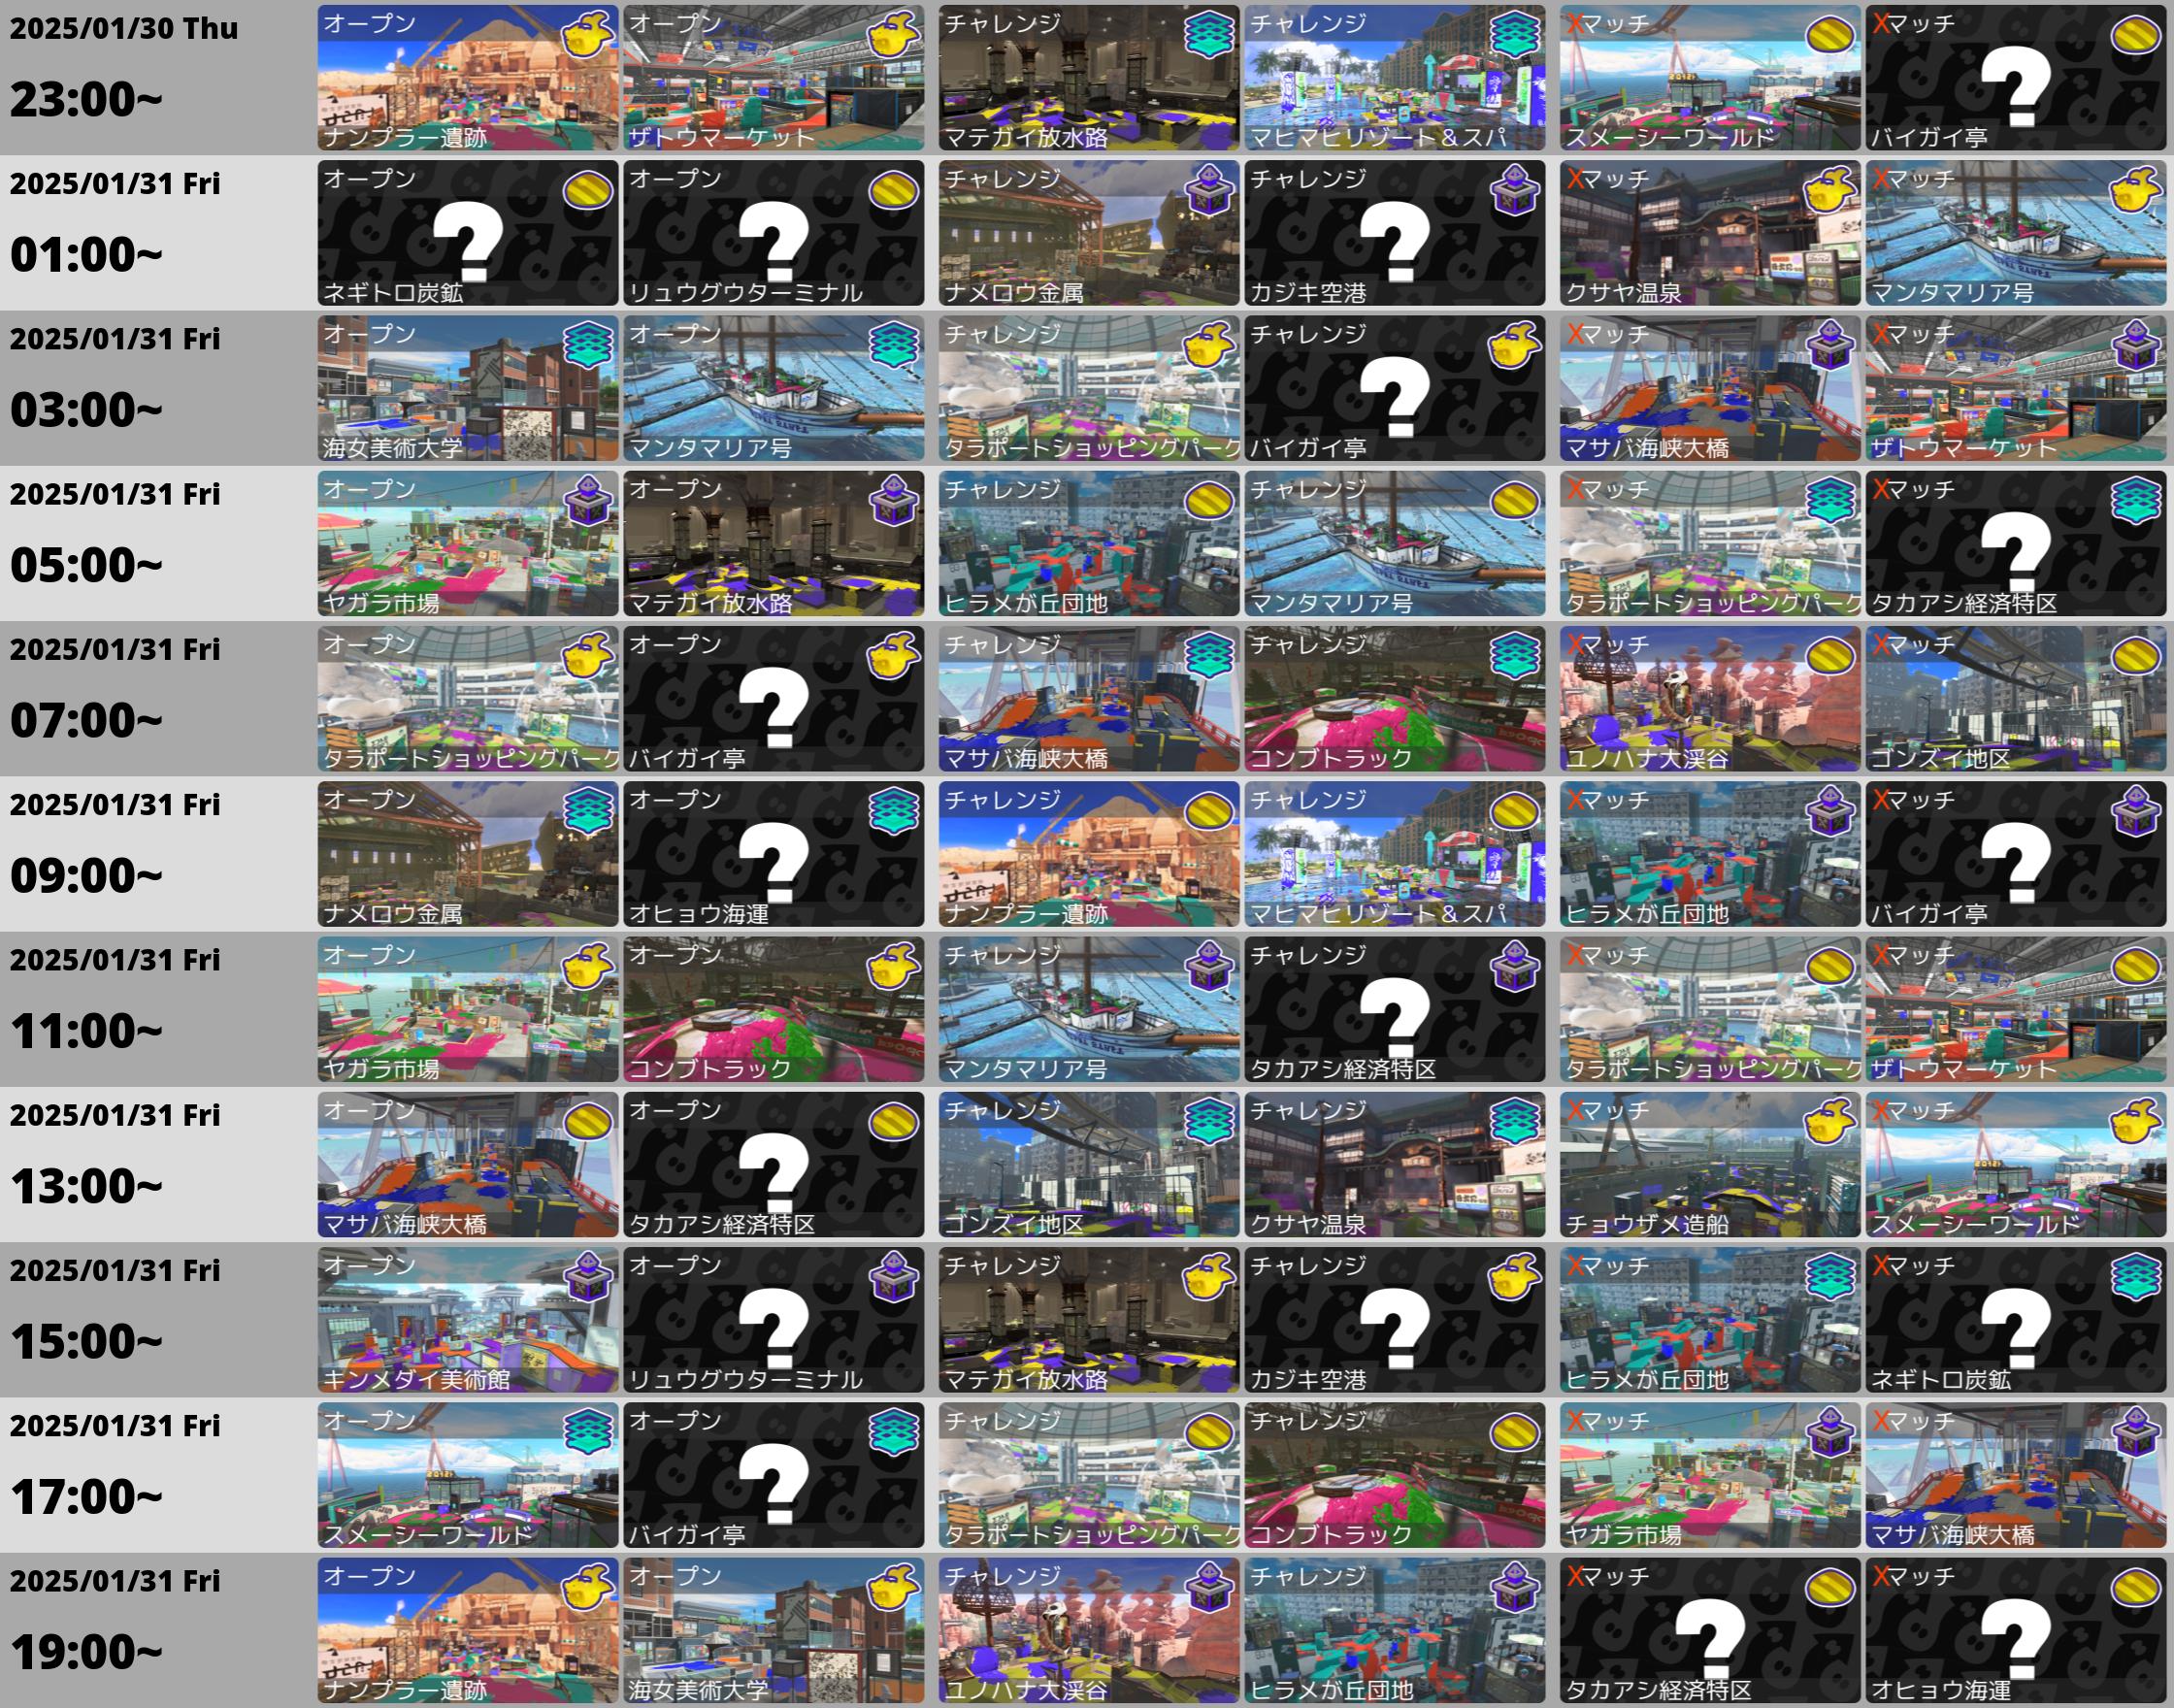 2025/01/30 Thu
23:00~
オープン オープン チャレンジ チャレンジ Xマッチ Xマッチ
ナンプラー遺跡 ザトウマーケット マテガイ放水路 マヒマヒリゾート＆スパ スメーシーワールド バイガイ亭
2025/01/31 Fri
01:00~
オープン オープン チャレンジ チャレンジ Xマッチ Xマッチ
ネギトロ炭鉱 リュウグウターミナル ナメロウ金属 カジキ空港 クサヤ温泉 マンタマリア号
2025/01/31 Fri
03:00~
オープン オープン チャレンジ チャレンジ Xマッチ Xマッチ
海女美術大学 マンタマリア号 タラポートショッピングパーク バイガイ亭 マサバ海峡大橋 ザトウマーケット
2025/01/31 Fri
05:00~
オープン オープン チャレンジ チャレンジ Xマッチ Xマッチ
ヤガラ市場 マテガイ放水路 ヒラメが丘団地 マンタマリア号 タラポートショッピングパーク タカアシ経済特区
2025/01/31 Fri
07:00~
オープン オープン チャレンジ チャレンジ Xマッチ Xマッチ
タラポートショッピングパーク バイガイ亭 マサバ海峡大橋 コンブトラック ユノハナ大渓谷 ゴンズイ地区
2025/01/31 Fri
09:00~
オープン オープン チャレンジ チャレンジ Xマッチ Xマッチ
ナメロウ金属 オヒョウ海運 ナンプラー遺跡 マヒマヒリゾート＆スパ ヒラメが丘団地 バイガイ亭
2025/01/31 Fri
11:00~
オープン オープン チャレンジ チャレンジ Xマッチ Xマッチ
ヤガラ市場 コンブトラック マンタマリア号 タカアシ経済特区 タラポートショッピングパーク ザトウマーケット
2025/01/31 Fri
13:00~
オープン オープン チャレンジ チャレンジ Xマッチ Xマッチ
マサバ海峡大橋 タカアシ経済特区 ゴンズイ地区 クサヤ温泉 チョウザメ造船 スメーシーワールド
2025/01/31 Fri
15:00~
オープン オープン チャレンジ チャレンジ Xマッチ Xマッチ
キンメダイ美術館 リュウグウターミナル マテガイ放水路 カジキ空港 ヒラメが丘団地 ネギトロ炭鉱
2025/01/31 Fri
17:00~
オープン オープン チャレンジ チャレンジ Xマッチ Xマッチ
スメーシーワールド バイガイ亭 タラポートショッピングパーク コンブトラック ヤガラ市場 マサバ海峡大橋
2025/01/31 Fri
19:00~
オープン オープン チャレンジ チャレンジ Xマッチ Xマッチ
ナンプラー遺跡 海女美術大学 ユノハナ大渓谷 ヒラメが丘団地 タカアシ経済特区 オヒョウ海運